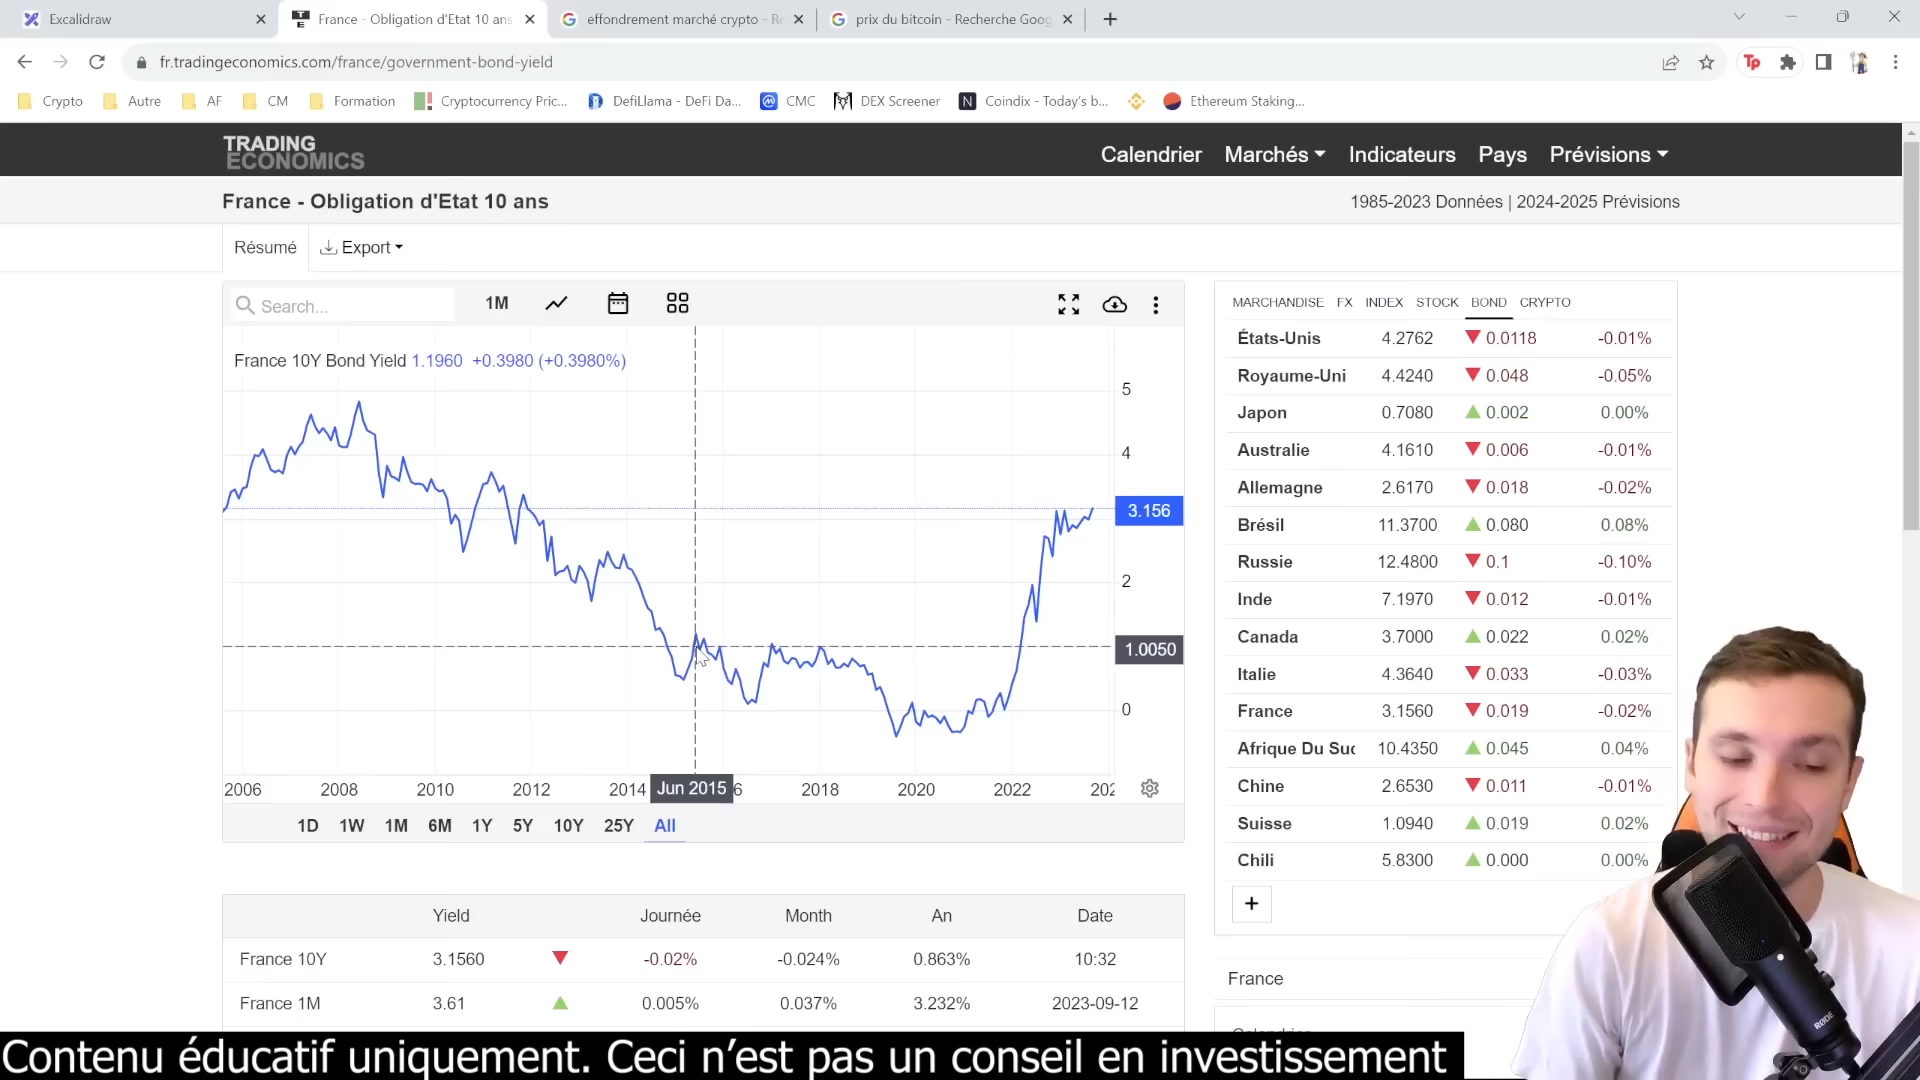 Excalidraw
France - Obligation d'Etat 10 ans
effondrement marché crypto - Re
prix du bitcoin - Recherche Goog
fr.tradingeconomics.com/france/government-bond-yield
Tp
Crypto
Autre
AF
CM
Formation
Cryptocurrency Pric...
DefiLlama - DeFi Da...
CMC
DEX Screener
Coindix - Today's b...
Ethereum Staking...
TRADING
ECONOMICS
Calendrier Marchés Indicateurs Pays Prévisions
France - Obligation d'Etat 10 ans
1985-2023 Données | 2024-2025 Prévisions
Résumé Export
Search...
1M
France 10Y Bond Yield 1.1960 +0.3980 (+0.3980%)
5
4
3.156
2
1.0050
0
2006 2008 2010 2012 2014 Jun 2015 6 2018 2020 2022 202
1D 1W 1M 6M 1Y 5Y 10Y 25Y All
MARCHANDISE FX INDEX STOCK BOND CRYPTO
États-Unis 4.2762 0.0118 -0.01%
Royaume-Uni 4.4240 0.048 -0.05%
Japon 0.7080 0.002 0.00%
Australie 4.1610 0.006 -0.01%
Allemagne 2.6170 0.018 -0.02%
Brésil 11.3700 0.080 0.08%
Russie 12.4800 0.1 -0.10%
Inde 7.1970 0.012 -0.01%
Canada 3.7000 0.022 0.02%
Italie 4.3640 0.033 -0.03%
France 3.1560 0.019 -0.02%
Afrique Du Suc 10.4350 0.045 0.04%
Chine 2.6530 0.011 -0.01%
Suisse 1.0940 0.019 0.02%
Chili 5.8300 0.000 0.00%
+
Yield Journée Month An Date
France 10Y 3.1560 -0.02% -0.024% 0.863% 10:32
France 1M 3.61 0.005% 0.037% 3.232% 2023-09-12
France
Calendrier
RØDE
Contenu éducatif uniquement. Ceci n'est pas un conseil en investissement